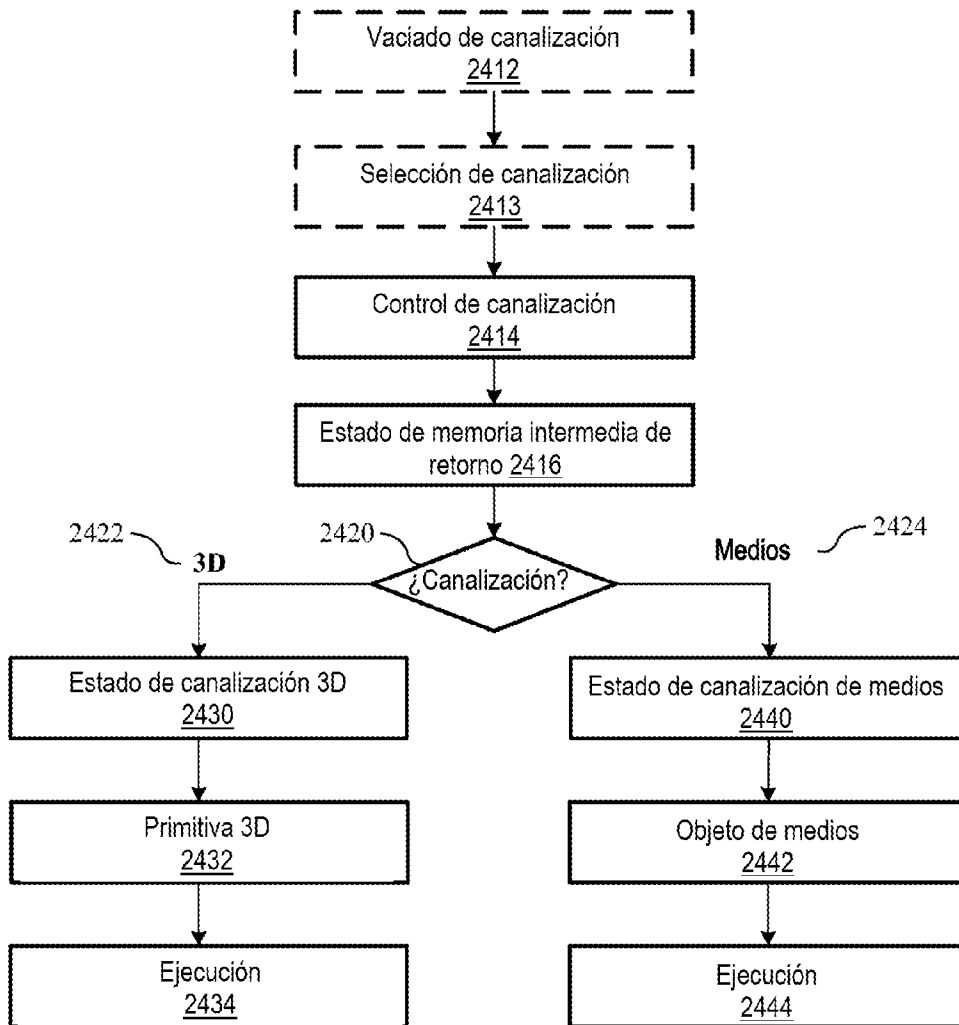 Vaciado de canalización
2412
Selección de canalización
2413
Control de canalización
2414
Estado de memoria intermedia de
retorno 2416
2422
3D
2420
¿Canalización?
Medios
2424
Estado de canalización 3D
2430
Estado de canalización de medios
2440
Primitiva 3D
2432
Objeto de medios
2442
Ejecución
2434
Ejecución
2444